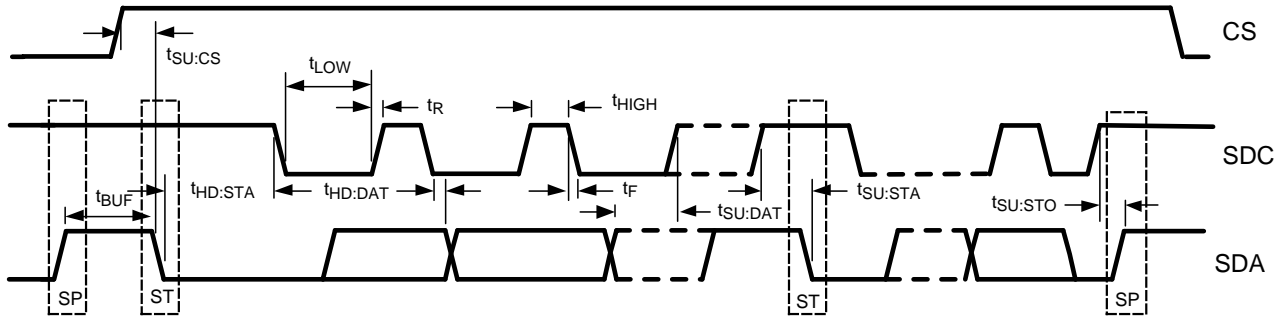 CS
tSU:CS
tLOW
tR
tHIGH
SDC
tHD:STA
tHD:DAT
tF
tSU:STA
tBUF
tSU:DAT
tSU:STO
SDA
SP
ST
ST
SP